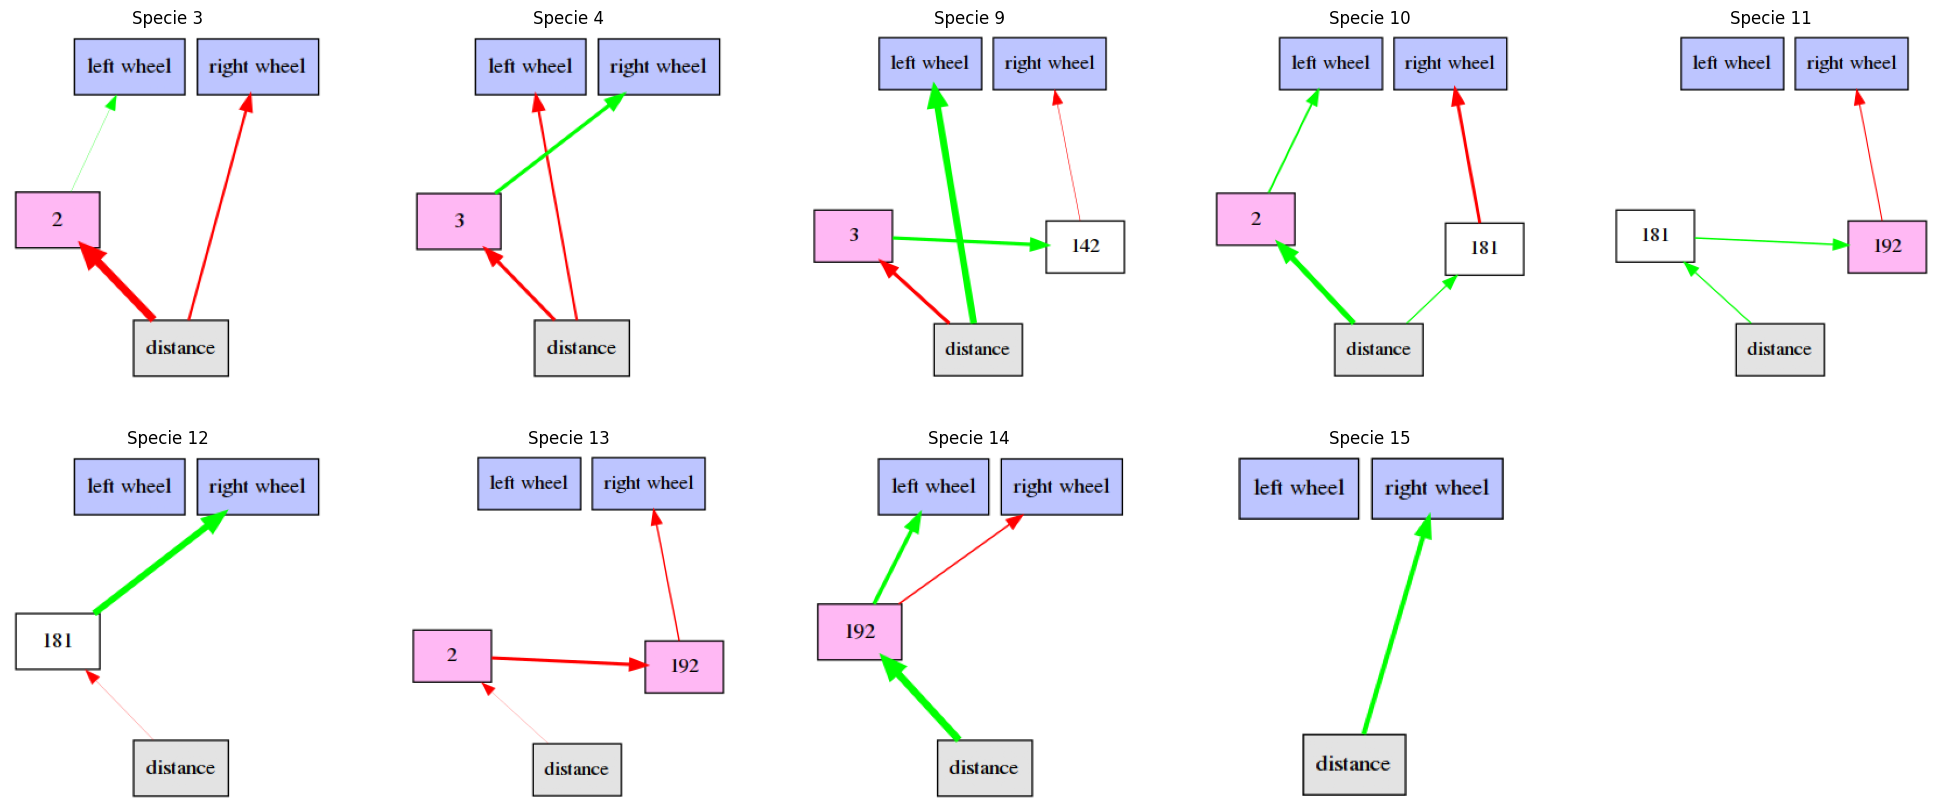 Specie 3
left wheel
right wheel
2
distance
Specie 4
left wheel
right wheel
3
distance
Specie 9
left wheel
right wheel
3
142
distance
Specie 10
left wheel
right wheel
2
181
distance
Specie 11
left wheel
right wheel
181
192
distance
Specie 12
left wheel
right wheel
181
distance
Specie 13
left wheel
right wheel
2
192
distance
Specie 14
left wheel
right wheel
192
distance
Specie 15
left wheel
right wheel
distance